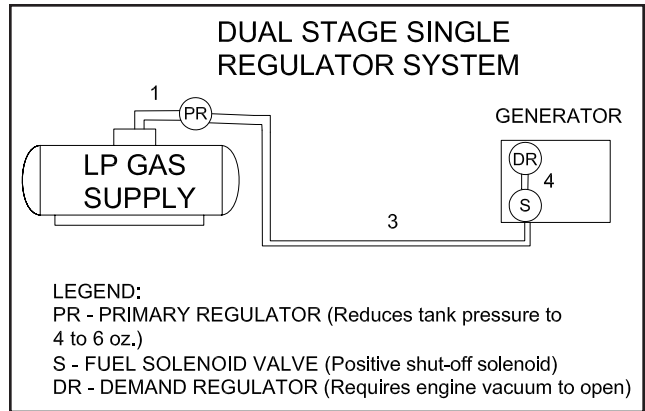 DUAL STAGE SINGLE
REGULATOR SYSTEM
1
PR
GENERATOR
LP GAS
SUPPLY
DR
4
S
3
LEGEND:
PR - PRIMARY REGULATOR (Reduces tank pressure to
4 to 6 oz.)
S - FUEL SOLENOID VALVE (Positive shut-off solenoid)
DR - DEMAND REGULATOR (Requires engine vacuum to open)